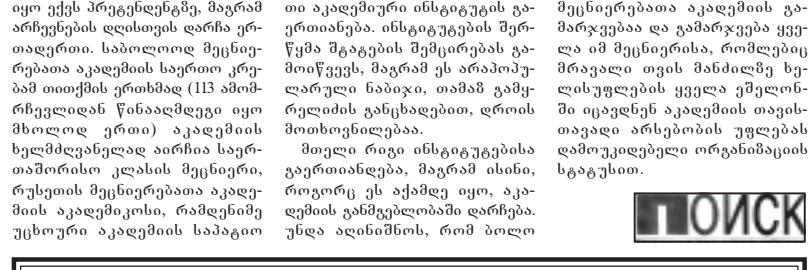 იყო ექვს პრეტენდენტზე, მაგრამ
არჩევნების დღისთვის დარჩა ერ-
თადერთი. საბოლოოდ მეცნიე-
რებათა აკადემიის საერთო კრე-
ბამ თითქმის ერთხმად (113 ამომ-
რჩევლიდან წინააღმდეგი იყო
მხოლოდ ერთი) აკადემიის
ხელმძღვანელად აირჩია საერ-
თაშორისო კლასის მეცნიერი,
რუსეთის მეცნიერებათა აკადე-
მიის აკადემიკოსი, რამდენიმე
უცხოური აკადემიის საპატიო
თი აკადემიური ინსტიტუტის გა-
ერთიანება. ინსტიტუტების შერ-
წყმა შტატების შემცირებას გა-
მოიწვევს, მაგრამ ეს არაპოპუ-
ლარული ნაბიჯი, თამაზ გამყ-
რელიძის განცხადებით, დროის
მოთხოვნილებაა.
მთელი რიგი ინსტიტუტებისა
გაერთიანდება, მაგრამ ისინი,
როგორც ეს აქამდე იყო, აკა-
დემიის განმგებლობაში დარჩება.
უნდა აღინიშნოს, რომ ბოლო
მეცნიერებათა აკადემიის გა-
მარჯვებაა და გამარჯვება ყვე-
ლა იმ მეცნიერისა, რომლებიც
მრავალი თვის მანძილზე ხე-
ლისუფლების ყველა ეშელონ-
ში იცავდნენ აკადემიის თავის-
თავადი არსებობის უფლებას
დამოუკიდებელი ორგანიზაციის
სტატუსით.
ПОИСК